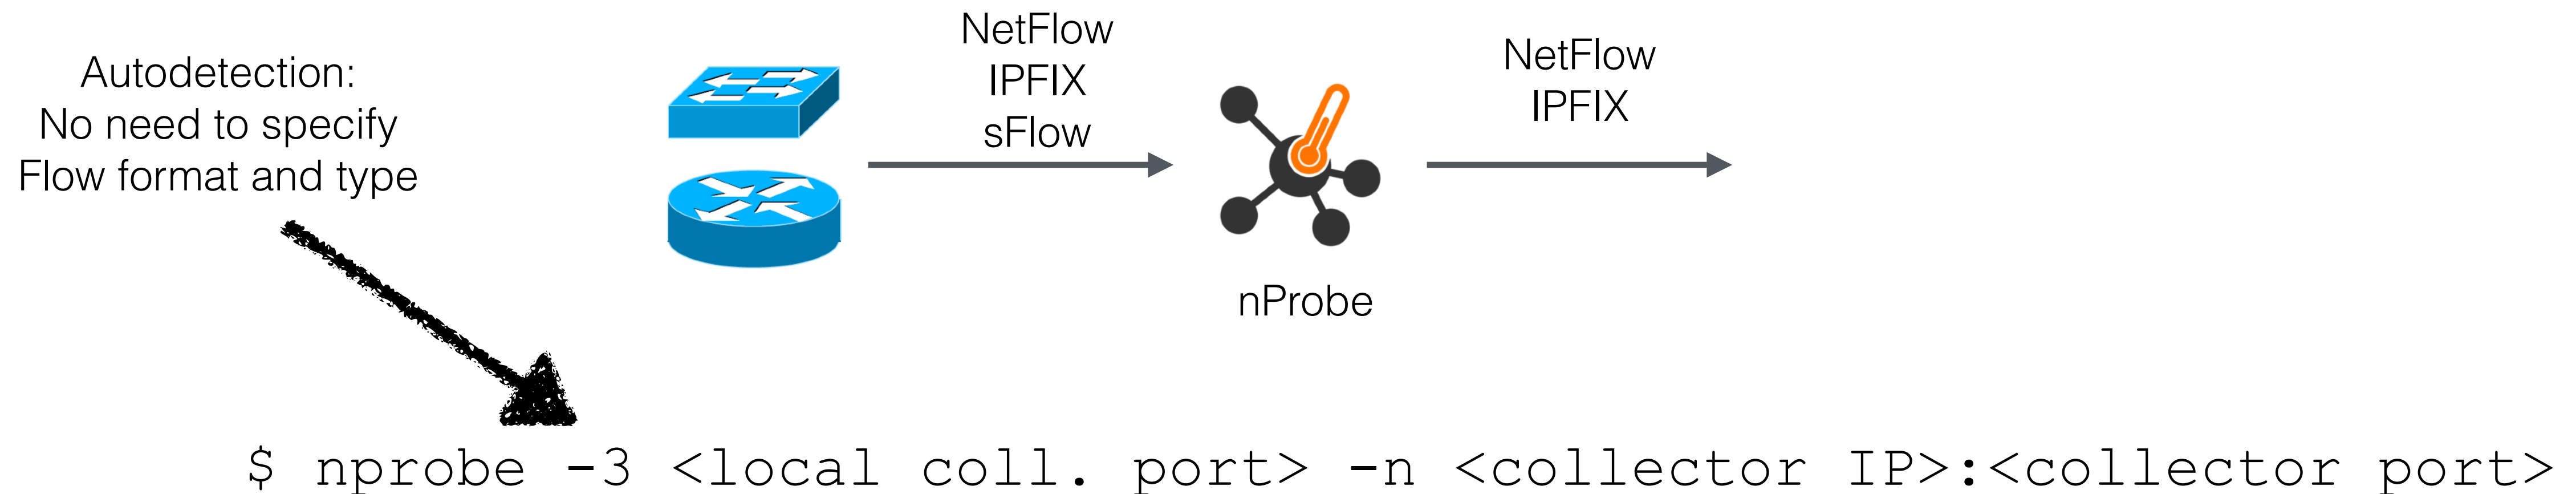 Autodetection:
No need to specify
Flow format and type
NetFlow
IPFIX
sFlow
NetFlow
IPFIX
nProbe
$ nprobe -3 <local coll. port> -n <collector IP>:<collector port>